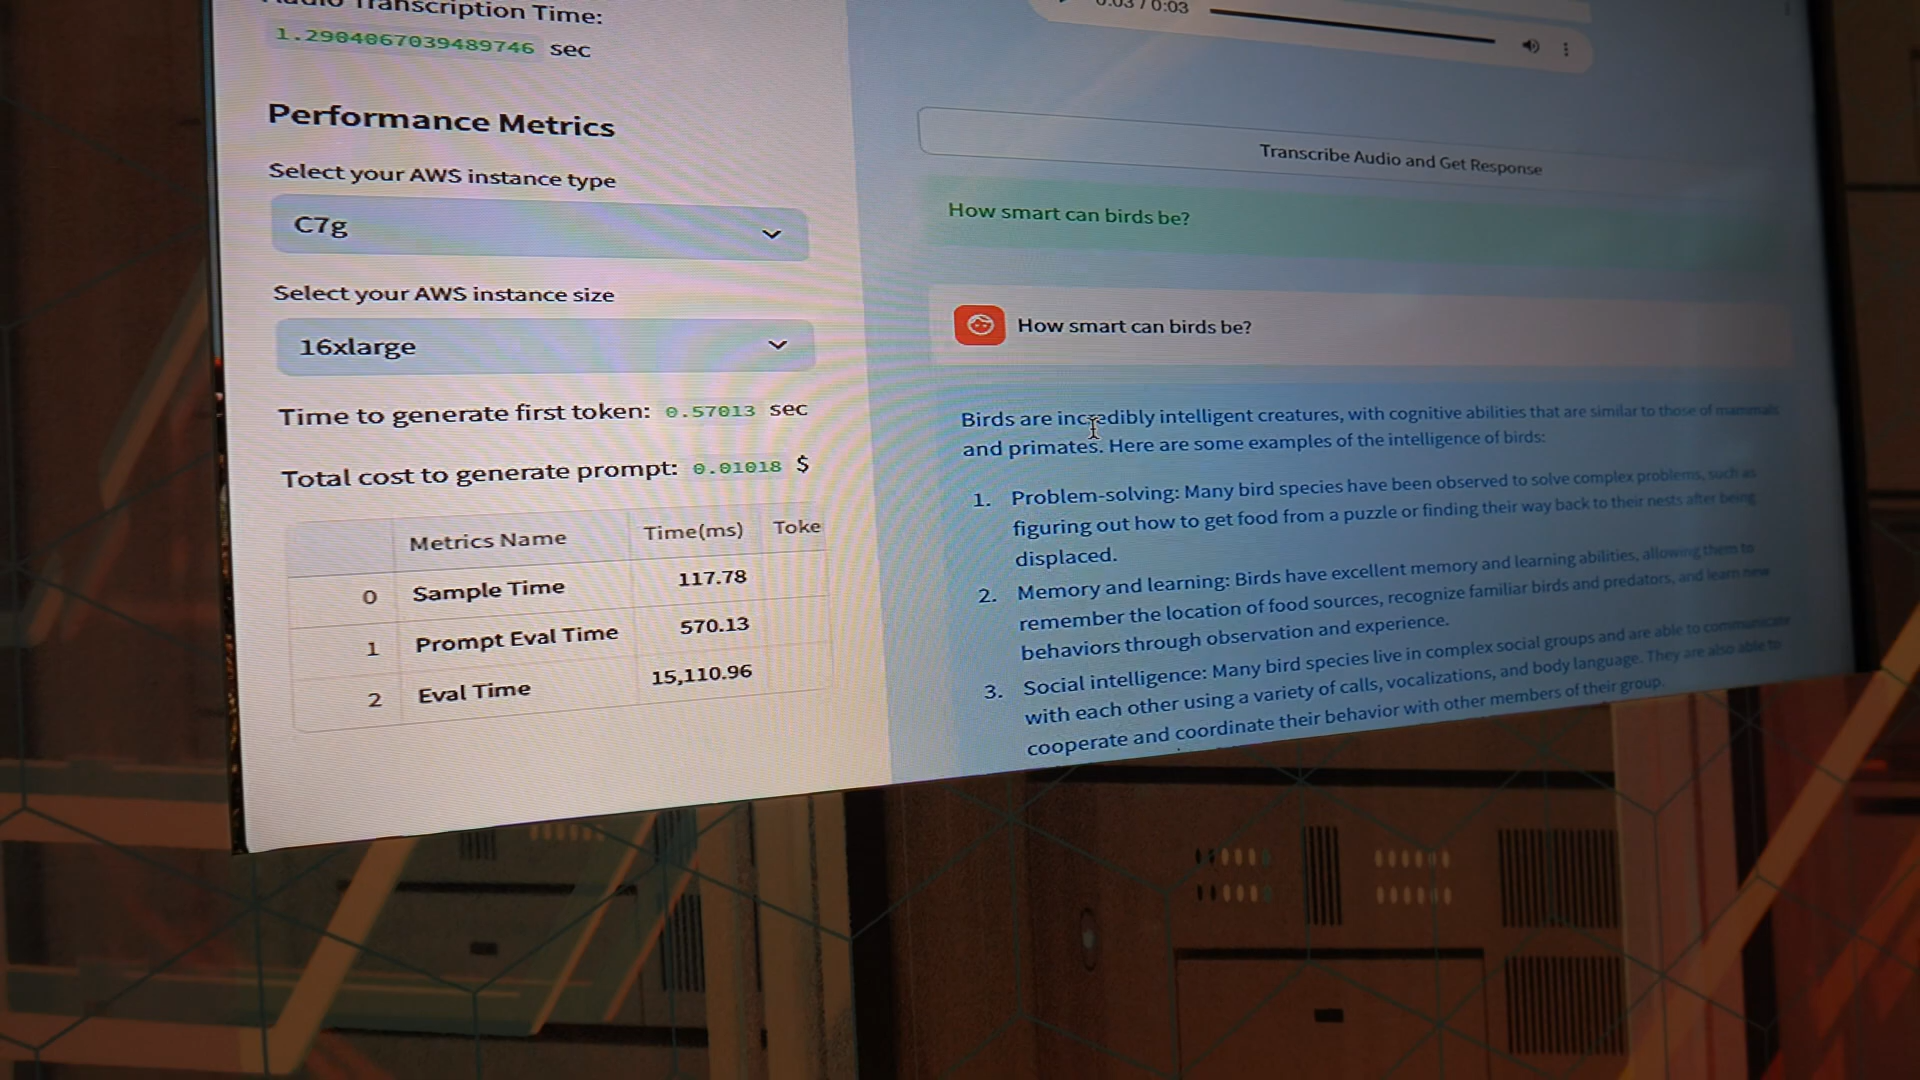 Transcription Time:
1.2904067039489746 sec
Performance Metrics
Select your AWS instance type
C7g
Select your AWS instance size
16xlarge
Time to generate first token: 0.57013 sec
Total cost to generate prompt: 0.01018 $
Metrics Name Time(ms) Toke
0 Sample Time 117.78
1 Prompt Eval Time 570.13
2 Eval Time 15,110.96
0:03 / 0:03
Transcribe Audio and Get Response
How smart can birds be?
How smart can birds be?
Birds are incredibly intelligent creatures, with cognitive abilities that are similar to those of mammals
and primates. Here are some examples of the intelligence of birds:
1. Problem-solving: Many bird species have been observed to solve complex problems, such as
figuring out how to get food from a puzzle or finding their way back to their nests after being
displaced.
2. Memory and learning: Birds have excellent memory and learning abilities, allowing them to
remember the location of food sources, recognize familiar birds and predators, and learn new
behaviors through observation and experience.
3. Social intelligence: Many bird species live in complex social groups and are able to communicate
with each other using a variety of calls, vocalizations, and body language. They are also able to
cooperate and coordinate their behavior with other members of their group.